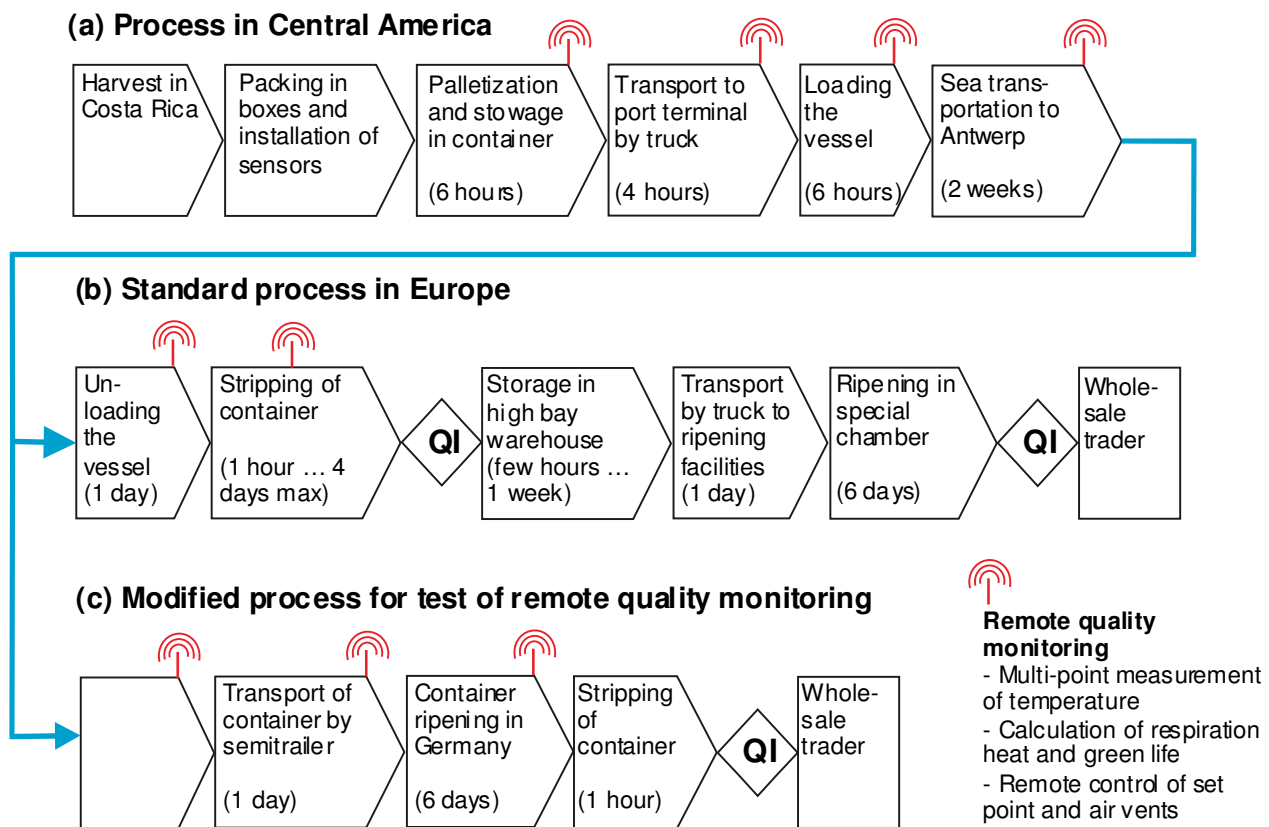 (a) Process in Central America
Harvest in
Costa Rica
Packing in
boxes and
installation of
sensors
Palletization
and stowage
in container
(6 hours)
Transport to
port terminal
by truck
(4 hours)
Loading
the
vessel
(6 hours)
Sea trans-
portation to
Antwerp
(2 weeks)
(b) Standard process in Europe
Un-
loading
the
vessel
(1 day)
Stripping of
container
(1 hour … 4
days max)
QI
Storage in
high bay
warehouse
(few hours …
1 week)
Transport
by truck to
ripening
facilities
(1 day)
Ripening in
special
chamber
(6 days)
QI
Whole-
sale
trader
(c) Modified process for test of remote quality monitoring
Transport of
container by
semitrailer
(1 day)
Container
ripening in
Germany
(6 days)
Stripping
of
container
(1 hour)
QI
Whole-
sale
trader
Remote quality
monitoring
- Multi-point measurement
of temperature
- Calculation of respiration
heat and green life
- Remote control of set
point and air vents